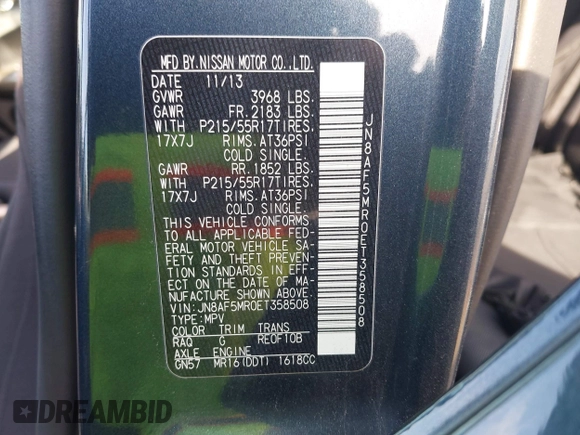 MFD BY.NISSAN MOTOR CO.,LTD.
DATE 11/13
GVWR 3968 LBS.
GAWR FR.2183 LBS.
WITH P215/55R17TIRES,
17X7J RIMS.AT36PSI
COLD SINGLE.
GAWR RR.1852 LBS.
WITH P215/55R17TIRES,
17X7J RIMS.AT36PSI
COLD SINGLE.
THIS VEHICLE CONFORMS
TO ALL APPLICABLE FED-
ERAL MOTOR VEHICLE SA-
FETY AND THEFT PREVEN-
TION STANDARDS IN EFF-
ECT ON THE DATE OF MA-
NUFACTURE SHOWN ABOVE.
VIN:JN8AF5MR0ET358508
TYPE:MPV
COLOR TRIM TRANS
RAQ G RE0F10B
AXLE ENGINE
GN57 MR16(DDT) 1618CC
JN8AF5MR0ET358508
DREAMBID